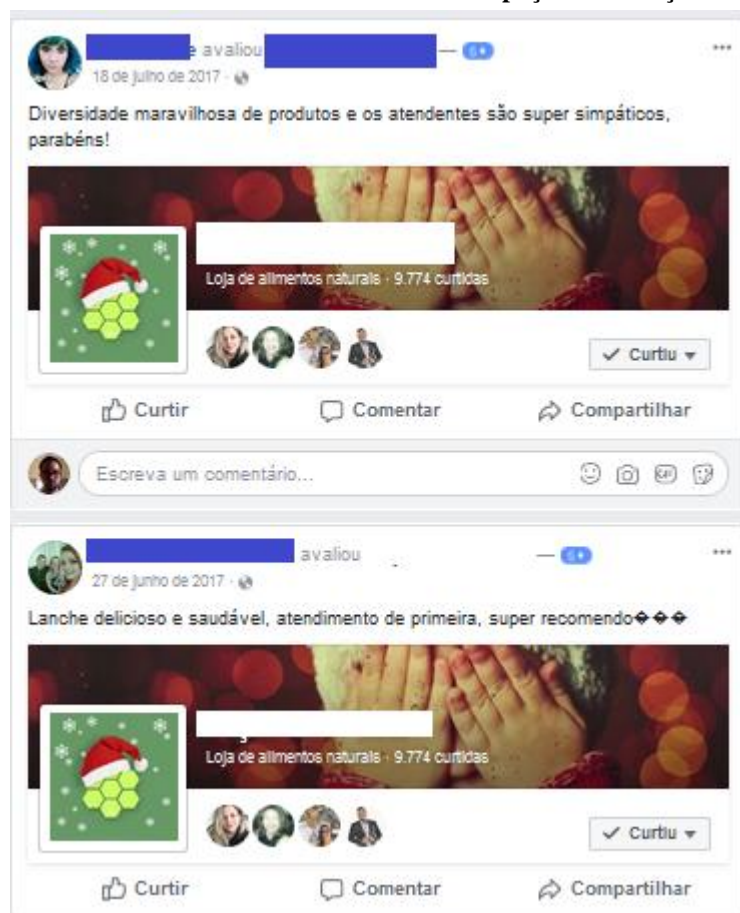 avaliou —
18 de julho de 2017 ·
Diversidade maravilhosa de produtos e os atendentes são super simpáticos,
parabéns!
Loja de alimentos naturais · 9.774 curtidas
Curtiu
Curtir Comentar Compartilhar
Escreva um comentário...
GIF
avaliou —
27 de junho de 2017 ·
Lanche delicioso e saudável, atendimento de primeira, super recomendo���
Loja de alimentos naturais · 9.774 curtidas
Curtiu
Curtir Comentar Compartilhar